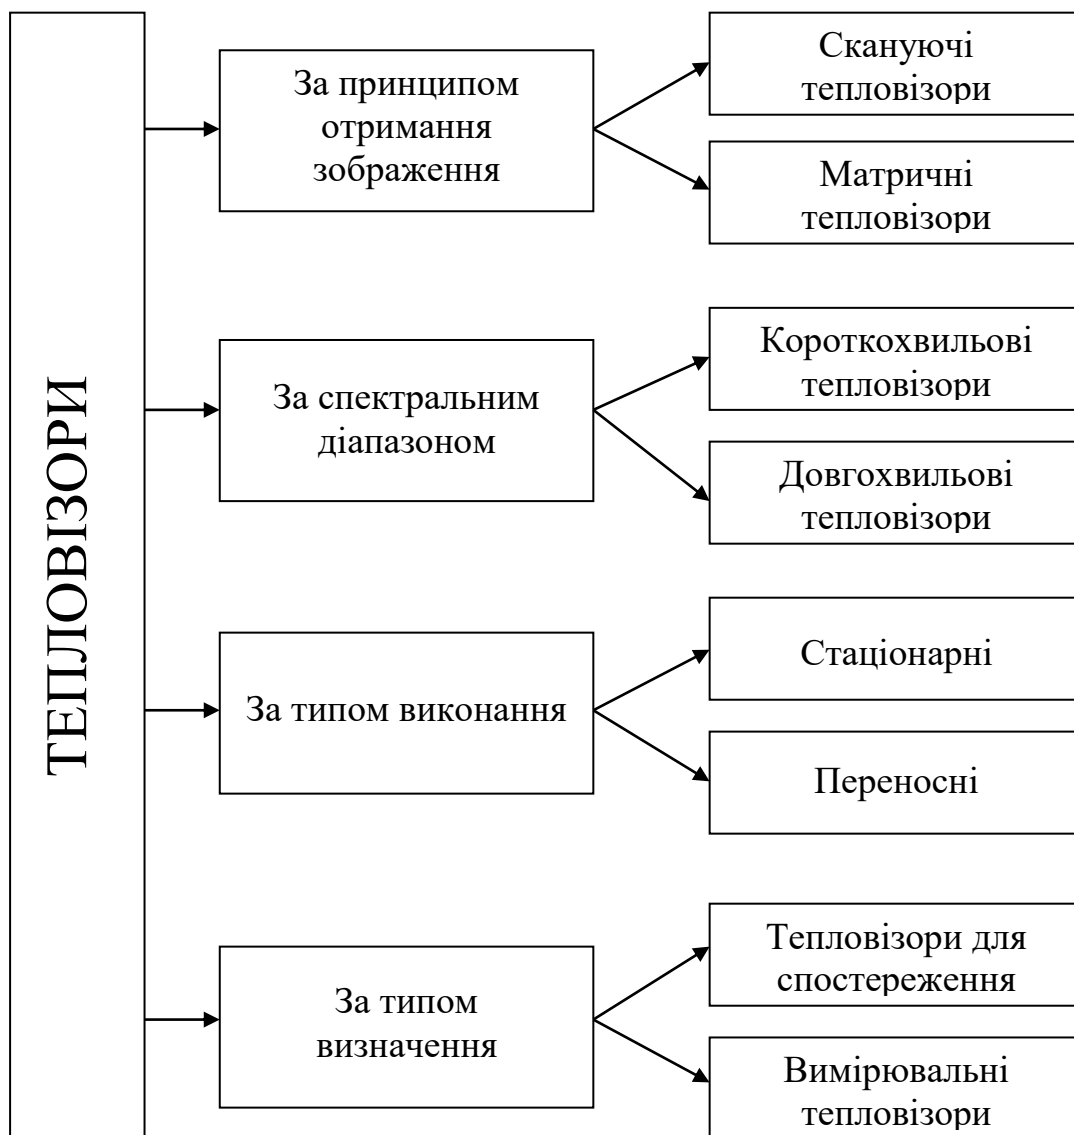 ТЕПЛОВІЗОРИ
За принципом
отримання
зображення
Скануючі
тепловізори
Матричні
тепловізори
За спектральним
діапазоном
Короткохвильові
тепловізори
Довгохвильові
тепловізори
За типом виконання
Стаціонарні
Переносні
За типом
визначення
Тепловізори для
спостереження
Вимірювальні
тепловізори